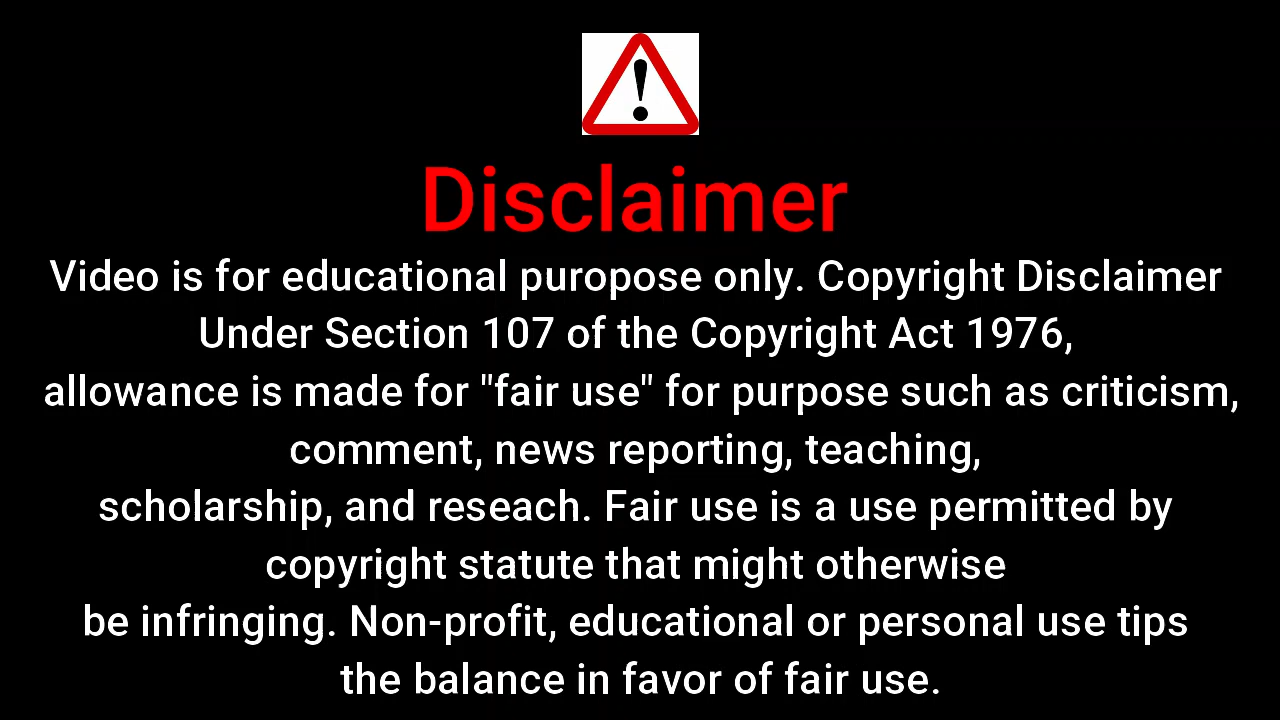 Disclaimer
Video is for educational puropose only. Copyright Disclaimer
Under Section 107 of the Copyright Act 1976,
allowance is made for "fair use" for purpose such as criticism,
comment, news reporting, teaching,
scholarship, and reseach. Fair use is a use permitted by
copyright statute that might otherwise
be infringing. Non-profit, educational or personal use tips
the balance in favor of fair use.